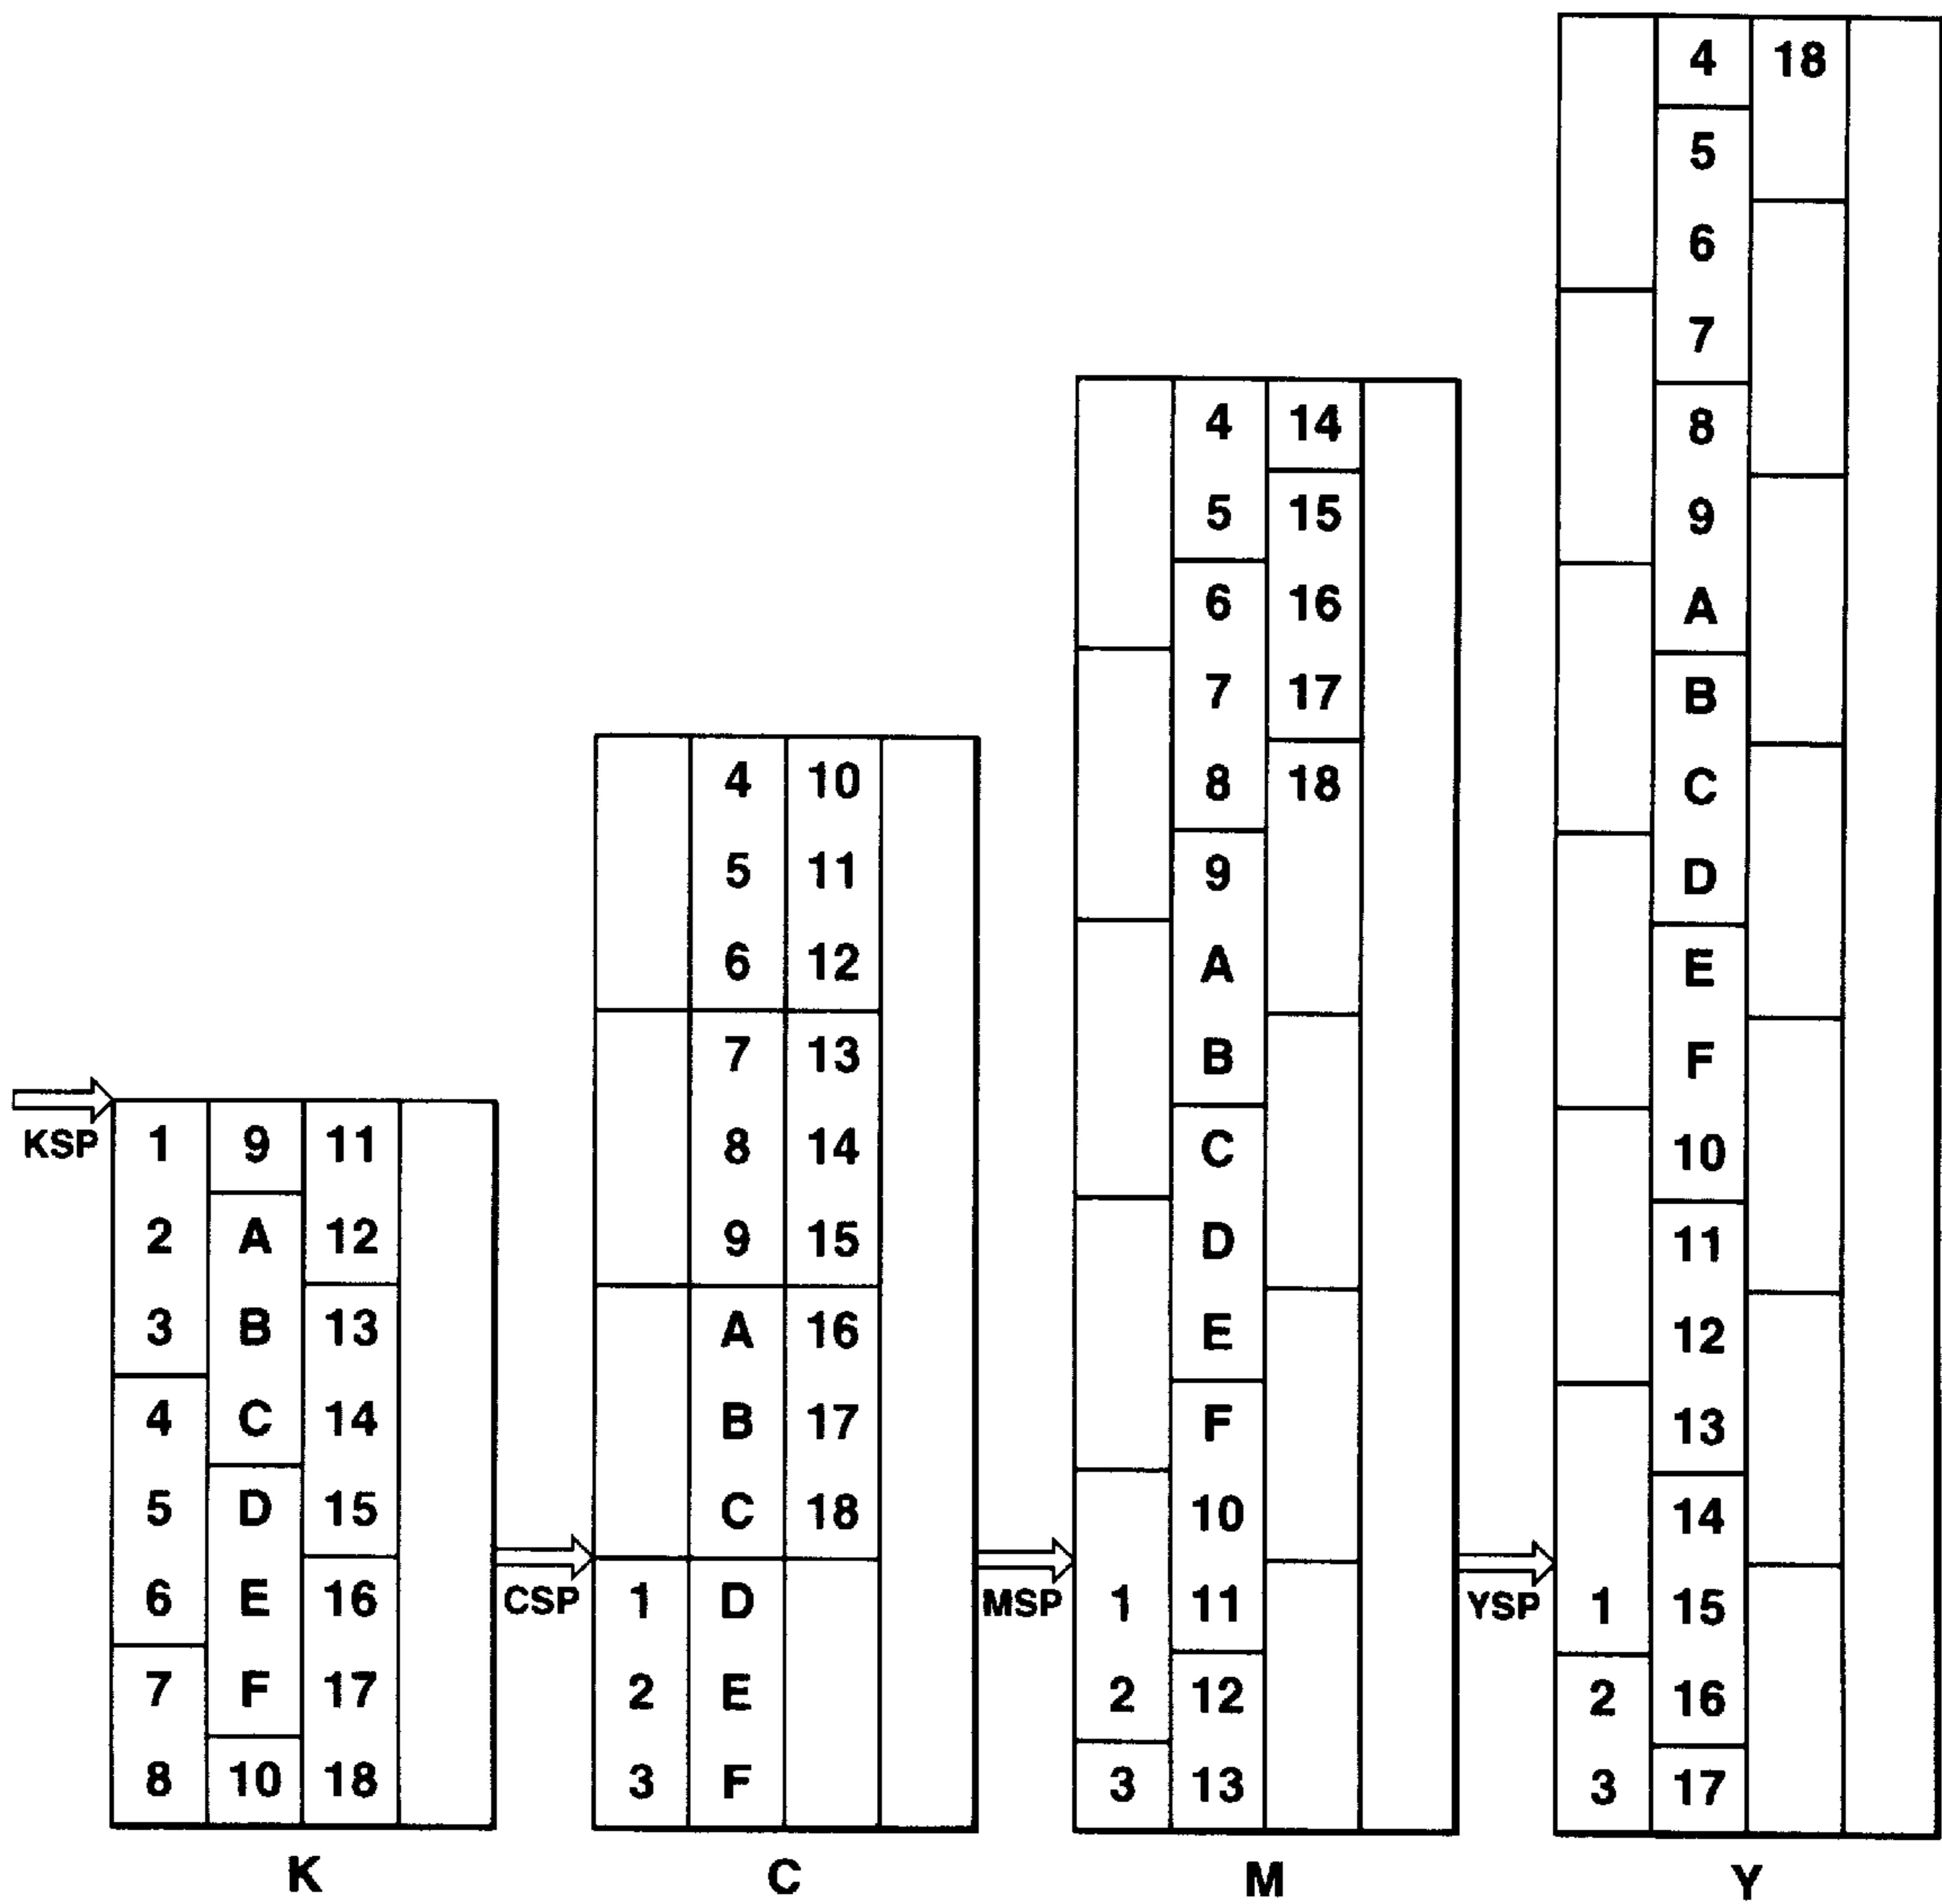 4 18
5
6
7
4 14 8
5 15 9
6 16 A
7 17 B
4 10 8 18 C
5 11 9 D
6 12 A E
7 13 B F
KSP 1 9 11 8 14 C 10
2 A 12 9 15 D 11
3 B 13 A 16 E 12
4 C 14 B 17 F 13
5 D 15 C 18 10 14
6 E 16 CSP 1 D MSP 1 11 YSP 1 15
7 F 17 2 E 2 12 2 16
8 10 18 3 F 3 13 3 17
K C M Y